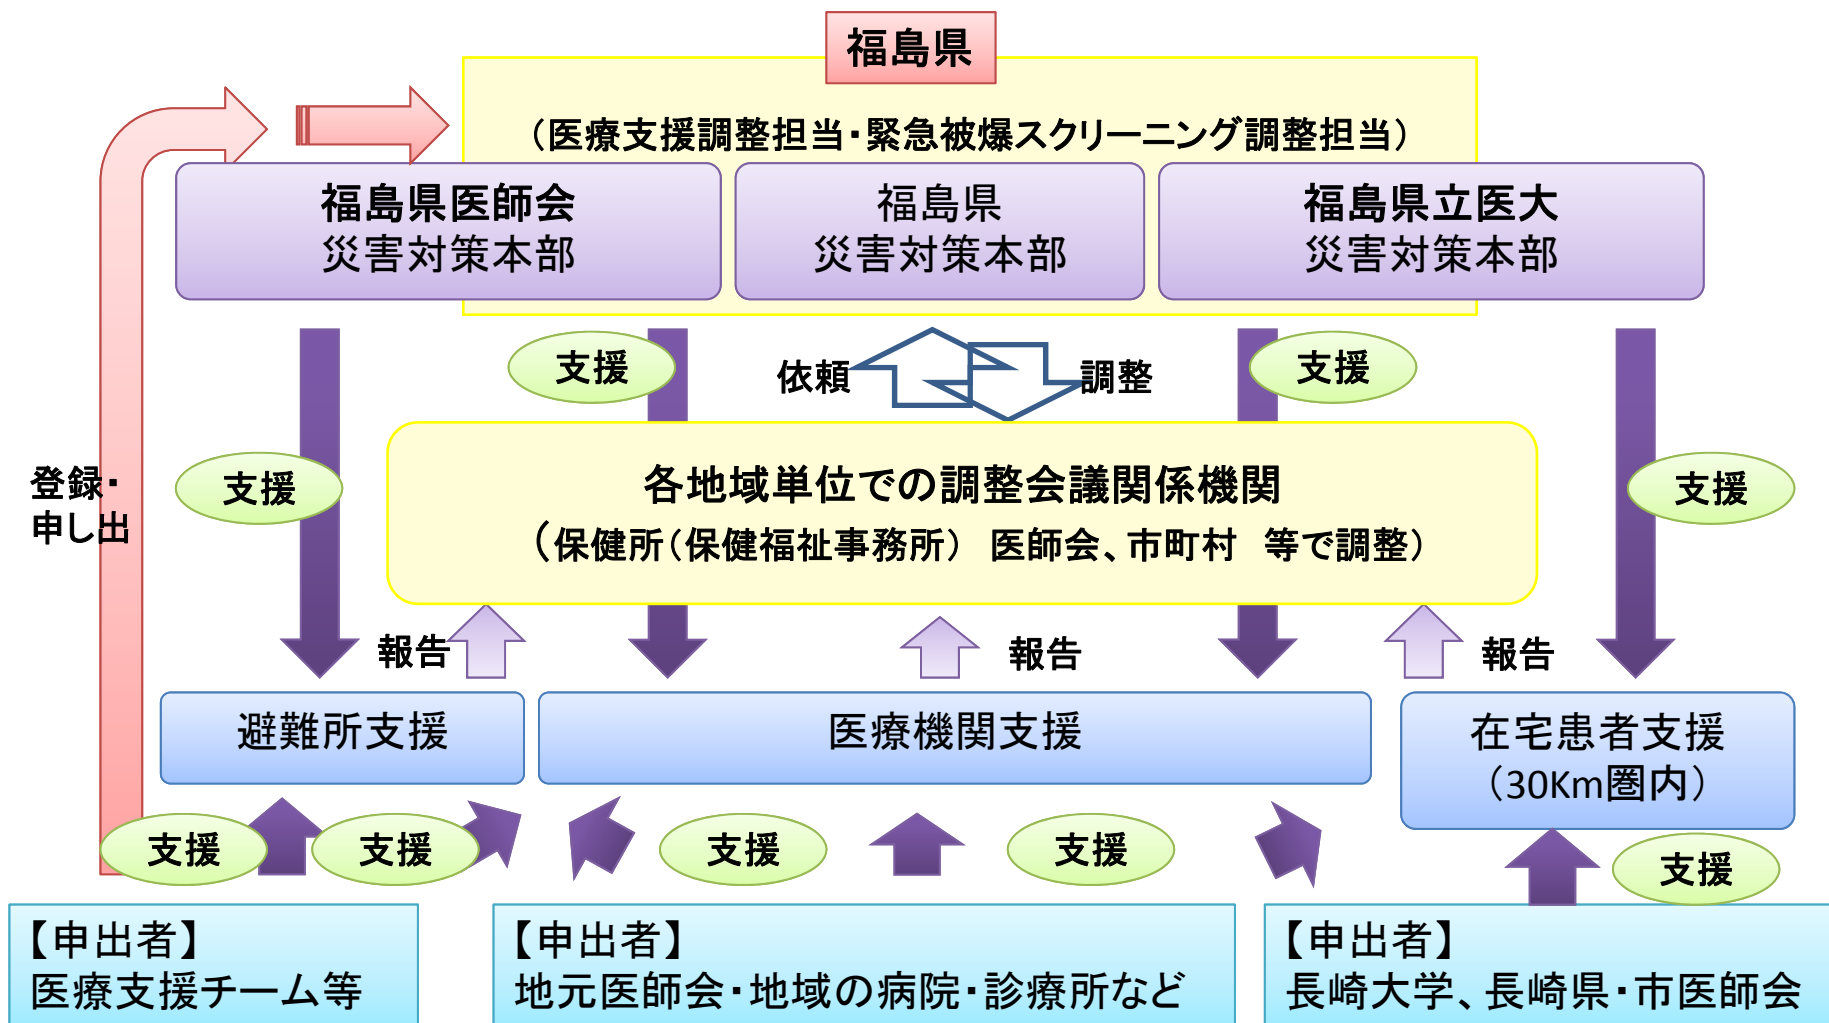 福島県
（医療支援調整担当・緊急被爆スクリーニング調整担当）
福島県医師会
災害対策本部
福島県
災害対策本部
福島県立医大
災害対策本部
支援
依頼
調整
支援
登録・
申し出
支援
各地域単位での調整会議関係機関
（保健所（保健福祉事務所）　医師会、市町村　等で調整）
支援
報告
報告
報告
避難所支援
医療機関支援
在宅患者支援
（30Km圏内）
支援
支援
支援
支援
支援
【申出者】
医療支援チーム等
【申出者】
地元医師会・地域の病院・診療所など
【申出者】
長崎大学、長崎県・市医師会